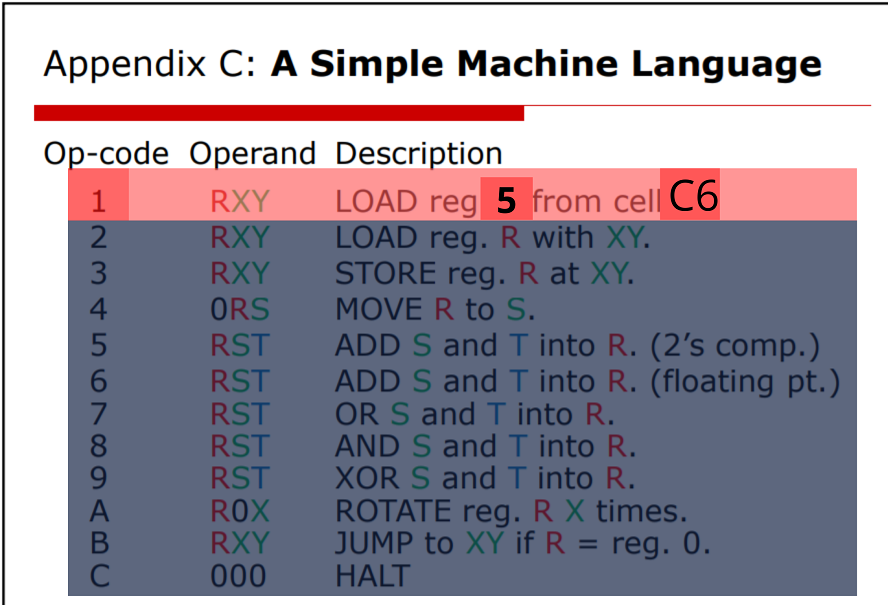 Appendix C: A Simple Machine Language
Op-code Operand Description
1 RXY LOAD reg 5 from cell C6
2 RXY LOAD reg. R with XY.
3 RXY STORE reg. R at XY.
4 0RS MOVE R to S.
5 RST ADD S and T into R. (2’s comp.)
6 RST ADD S and T into R. (floating pt.)
7 RST OR S and T into R.
8 RST AND S and T into R.
9 RST XOR S and T into R.
A R0X ROTATE reg. R X times.
B RXY JUMP to XY if R = reg. 0.
C 000 HALT